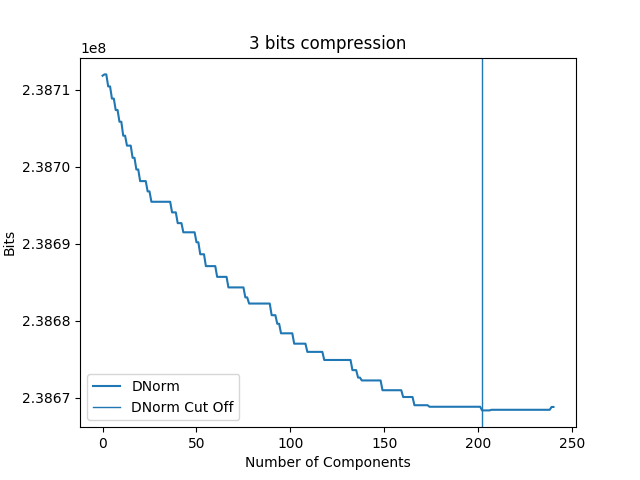 3 bits compression
1e8
2.3871
2.3870
2.3869
2.3868
2.3867
Bits
DNorm
DNorm Cut Off
0 50 100 150 200 250
Number of Components